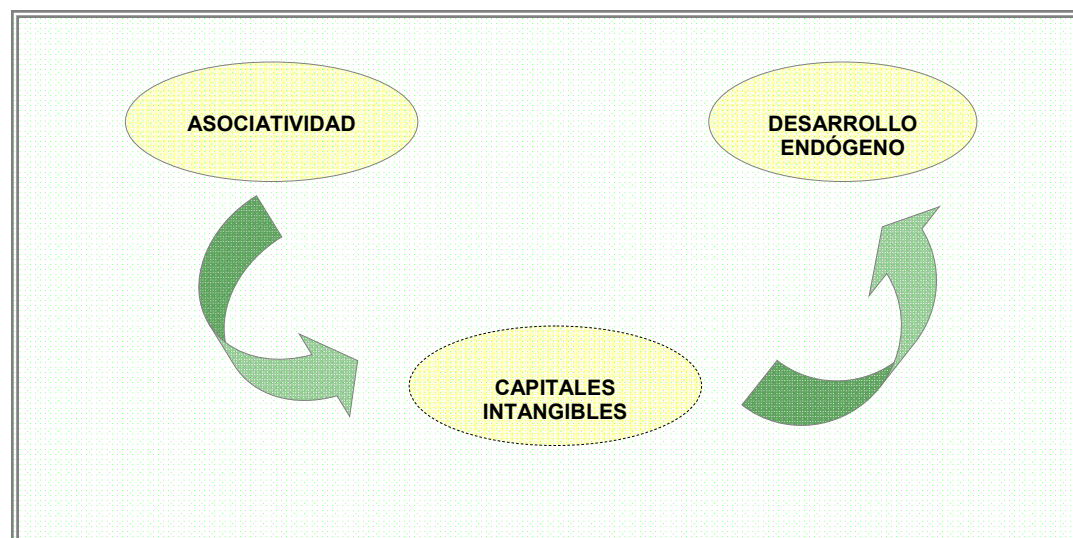 ASOCIATIVIDAD
DESARROLLO
ENDÓGENO
CAPITALES
INTANGIBLES